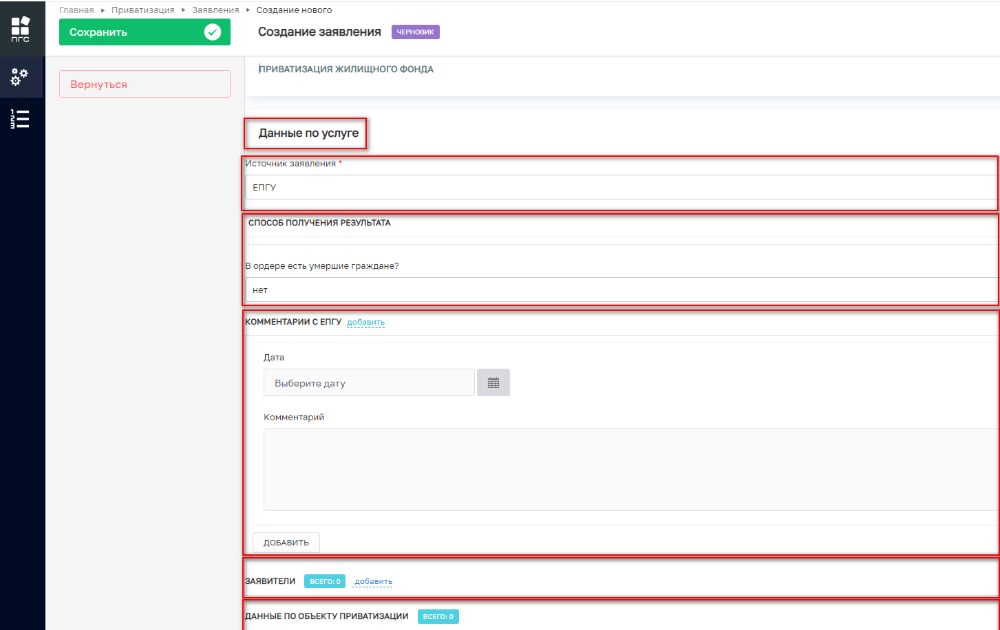 Главная ▸ Приватизация ▸ Заявления ▸ Создание нового
Сохранить
Создание заявления ЧЕРНОВИК
ПГС
ПРИВАТИЗАЦИЯ ЖИЛИЩНОГО ФОНДА
Вернуться
Данные по услуге
Источник заявления *
ЕПГУ
СПОСОБ ПОЛУЧЕНИЯ РЕЗУЛЬТАТА
В ордере есть умершие граждане?
нет
КОММЕНТАРИИ С ЕПГУ добавить
Дата
Выберите дату
Комментарий
ДОБАВИТЬ
ЗАЯВИТЕЛИ ВСЕГО: 0 добавить
ДАННЫЕ ПО ОБЪЕКТУ ПРИВАТИЗАЦИИ ВСЕГО: 0